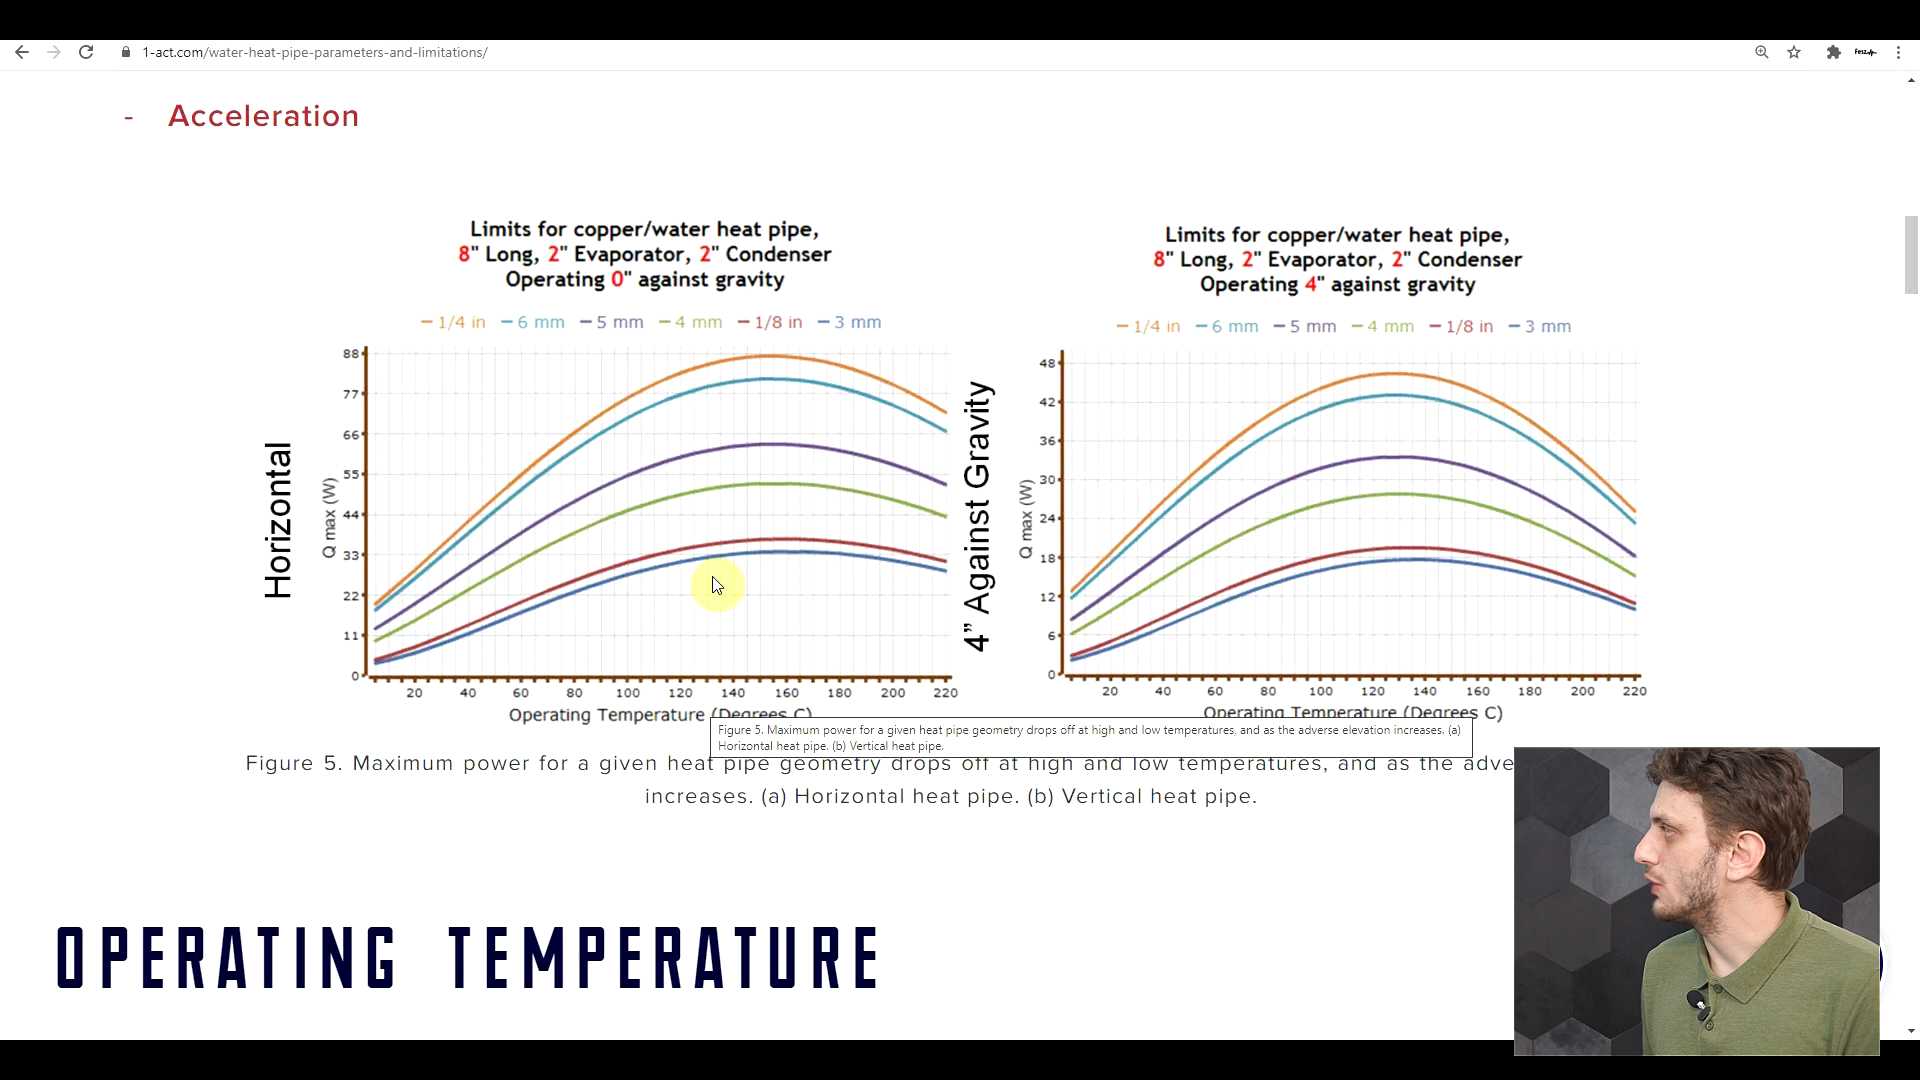 1-act.com/water-heat-pipe-parameters-and-limitations/
Fesz
- Acceleration
Limits for copper/water heat pipe,
8" Long, 2" Evaporator, 2" Condenser
Operating 0" against gravity
1/4 in 6 mm 5 mm 4 mm 1/8 in 3 mm
Horizontal
Q max (W)
88
77
66
55
44
33
22
11
0
20 40 60 80 100 120 140 160 180 200 220
Operating Temperature (Degrees C)
Limits for copper/water heat pipe,
8" Long, 2" Evaporator, 2" Condenser
Operating 4" against gravity
1/4 in 6 mm 5 mm 4 mm 1/8 in 3 mm
4” Against Gravity
Q max (W)
48
42
36
30
24
18
12
6
0
20 40 60 80 100 120 140 160 180 200 220
Operating Temperature (Degrees C)
Figure 5. Maximum power for a given heat pipe geometry drops off at high and low temperatures, and as the adverse elevation increases. (a)
Horizontal heat pipe. (b) Vertical heat pipe.
Figure 5. Maximum power for a given heat pipe geometry drops off at high and low temperatures, and as the adve
increases. (a) Horizontal heat pipe. (b) Vertical heat pipe.
OPERATING TEMPERATURE